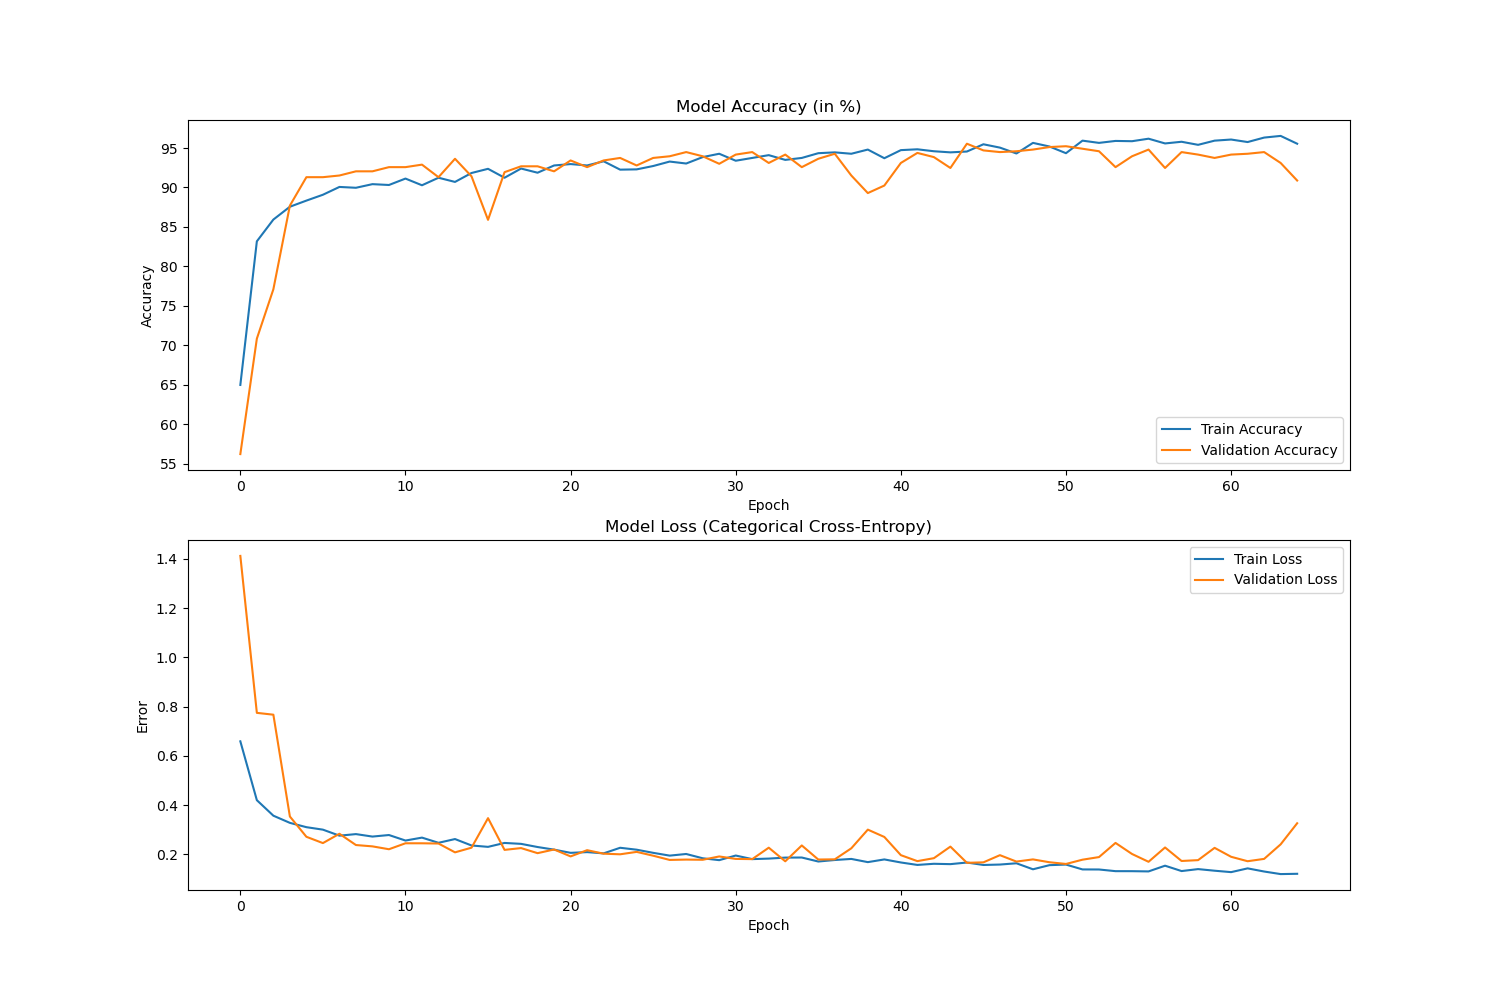 Model Accuracy (in %)
95
90
85
80
75
70
65
60
55
Accuracy
0 10 20 30 40 50 60
Epoch
Train Accuracy
Validation Accuracy
Model Loss (Categorical Cross-Entropy)
1.4
1.2
1.0
0.8
0.6
0.4
0.2
Error
0 10 20 30 40 50 60
Epoch
Train Loss
Validation Loss